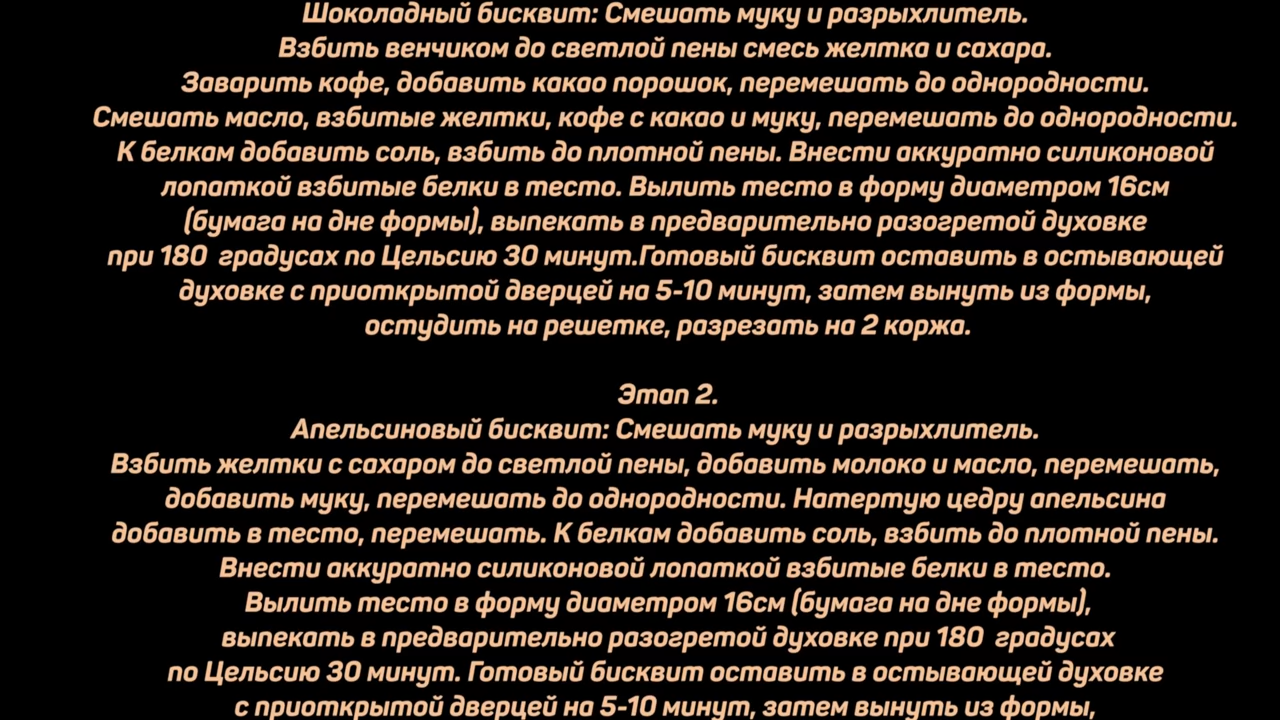 Шоколадный бисквит: Смешать муку и разрыхлитель.
Взбить венчиком до светлой пены смесь желтка и сахара.
Заварить кофе, добавить какао порошок, перемешать до однородности.
Смешать масло, взбитые желтки, кофе с какао и муку, перемешать до однородности.
К белкам добавить соль, взбить до плотной пены. Внести аккуратно силиконовой
лопаткой взбитые белки в тесто. Вылить тесто в форму диаметром 16см
(бумага на дне формы), выпекать в предварительно разогретой духовке
при 180  градусах по Цельсию 30 минут.Готовый бисквит оставить в остывающей
духовке с приоткрытой дверцей на 5-10 минут, затем вынуть из формы,
остудить на решетке, разрезать на 2 коржа.
Этап 2.
Апельсиновый бисквит: Смешать муку и разрыхлитель.
Взбить желтки с сахаром до светлой пены, добавить молоко и масло, перемешать,
добавить муку, перемешать до однородности. Натертую цедру апельсина
добавить в тесто, перемешать. К белкам добавить соль, взбить до плотной пены.
Внести аккуратно силиконовой лопаткой взбитые белки в тесто.
Вылить тесто в форму диаметром 16см (бумага на дне формы),
выпекать в предварительно разогретой духовке при 180  градусах
по Цельсию 30 минут. Готовый бисквит оставить в остывающей духовке
с приоткрытой дверцей на 5-10 минут, затем вынуть из формы,